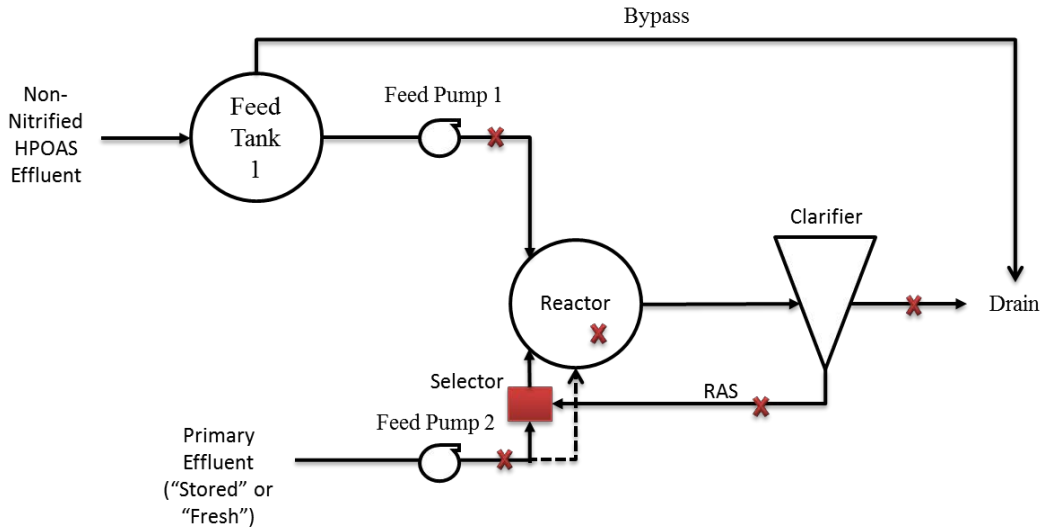 Bypass
Non-
Nitrified
HPOAS
Effluent
Feed
Tank
1
Feed Pump 1
Clarifier
Reactor
Drain
Selector
RAS
Feed Pump 2
Primary
Effluent
(“Stored” or
“Fresh”)